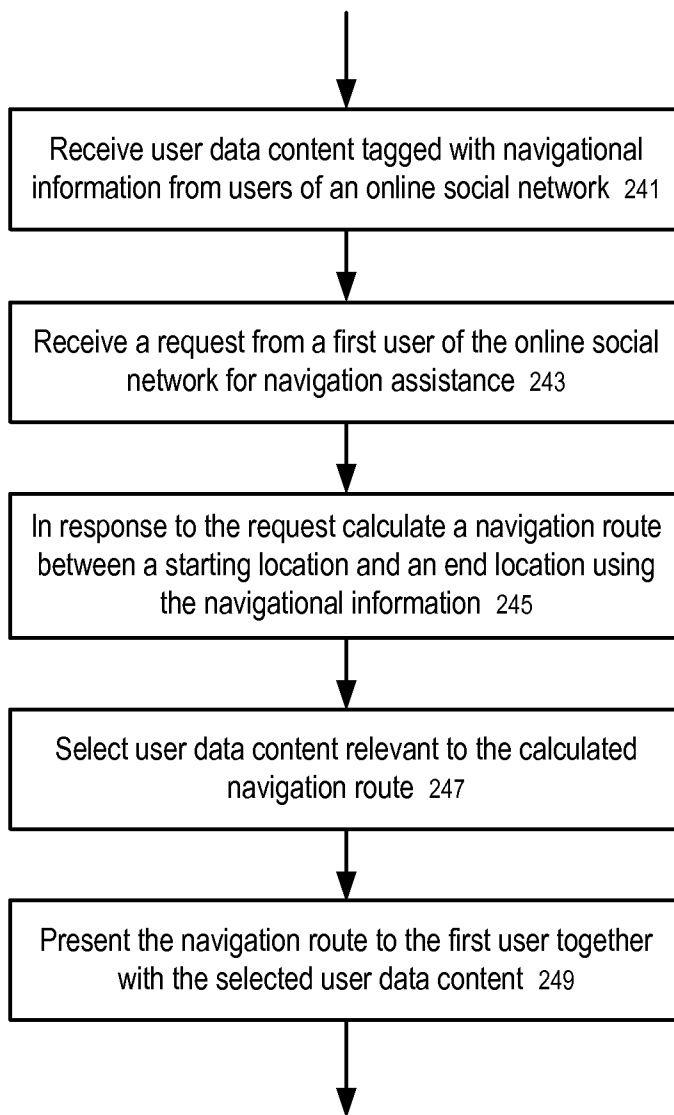 Receive user data content tagged with navigational
information from users of an online social network 241
Receive a request from a first user of the online social
network for navigation assistance 243
In response to the request calculate a navigation route
between a starting location and an end location using
the navigational information 245
Select user data content relevant to the calculated
navigation route 247
Present the navigation route to the first user together
with the selected user data content 249